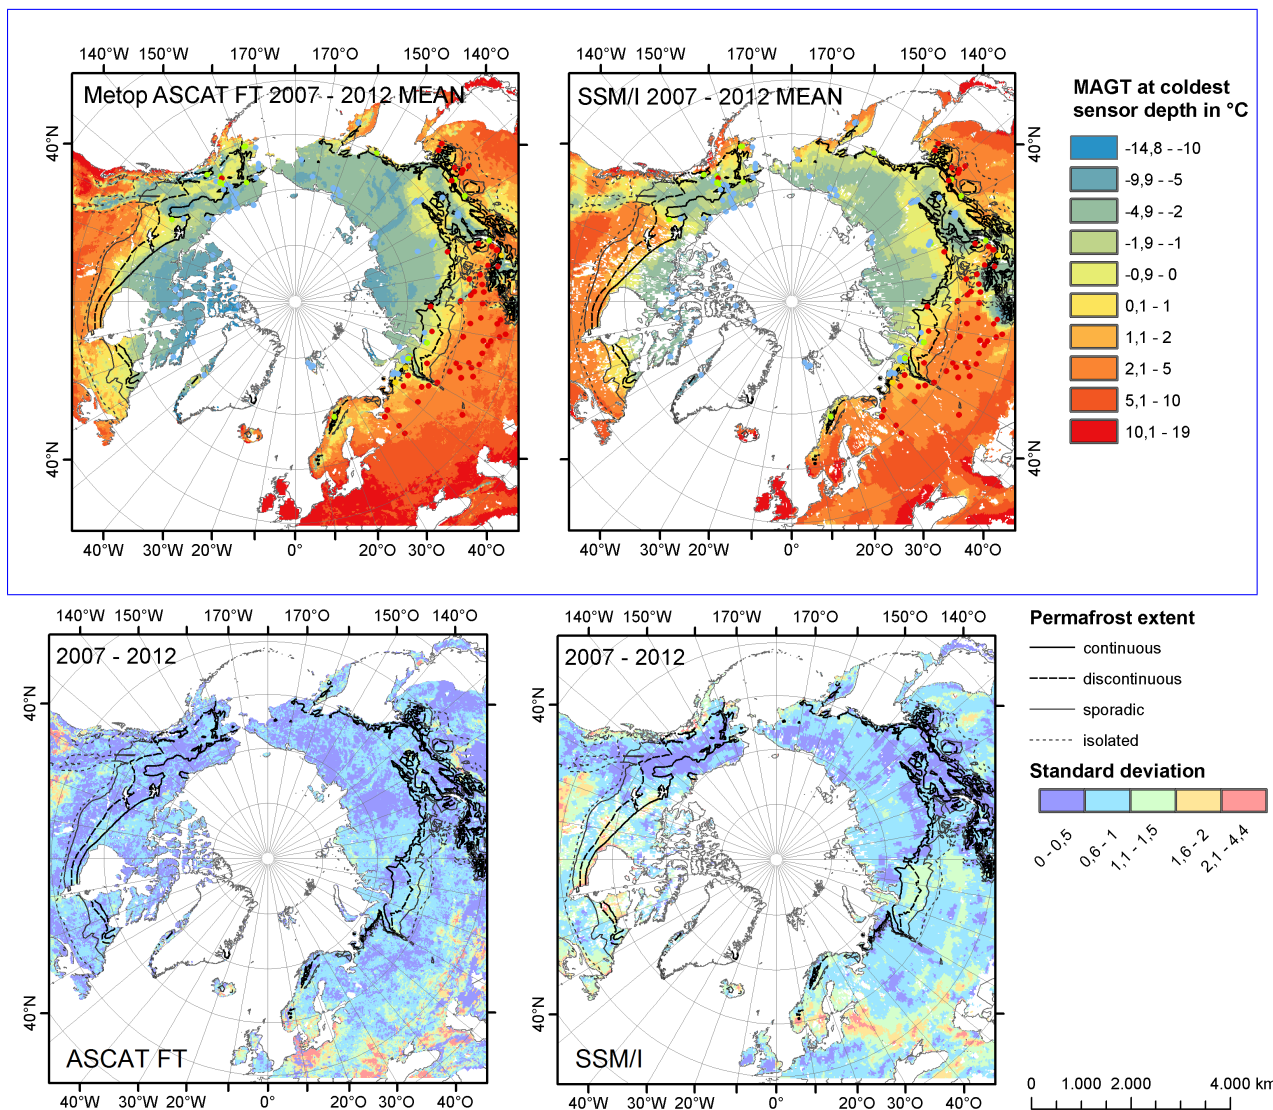 140°W 150°W 170°W 170°O 150°O 140°O
Metop ASCAT FT 2007 - 2012 MEAN
40°N
40°N
40°W 30°W 20°W 0° 20°O 30°O 40°O
140°W 150°W 170°W 170°O 150°O 140°O
SSM/I 2007 - 2012 MEAN
40°N
40°N
40°W 30°W 20°W 0° 20°O 30°O 40°O
MAGT at coldest
sensor depth in °C
-14,8 - -10
-9,9 - -5
-4,9 - -2
-1,9 - -1
-0,9 - 0
0,1 - 1
1,1 - 2
2,1 - 5
5,1 - 10
10,1 - 19
140°W 150°W 170°W 170°O 150°O 140°O
2007 - 2012
40°N
40°N
ASCAT FT
40°W 30°W 20°W 0° 20°O 30°O 40°O
140°W 150°W 170°W 170°O 150°O 140°O
2007 - 2012
40°N
40°N
SSM/I
40°W 30°W 20°W 0° 20°O 30°O 40°O
Permafrost extent
continuous
discontinuous
sporadic
isolated
Standard deviation
0 - 0,5
0,6 - 1
1,1 - 1,5
1,6 - 2
2,1 - 4,4
0 1.000 2.000 4.000 km